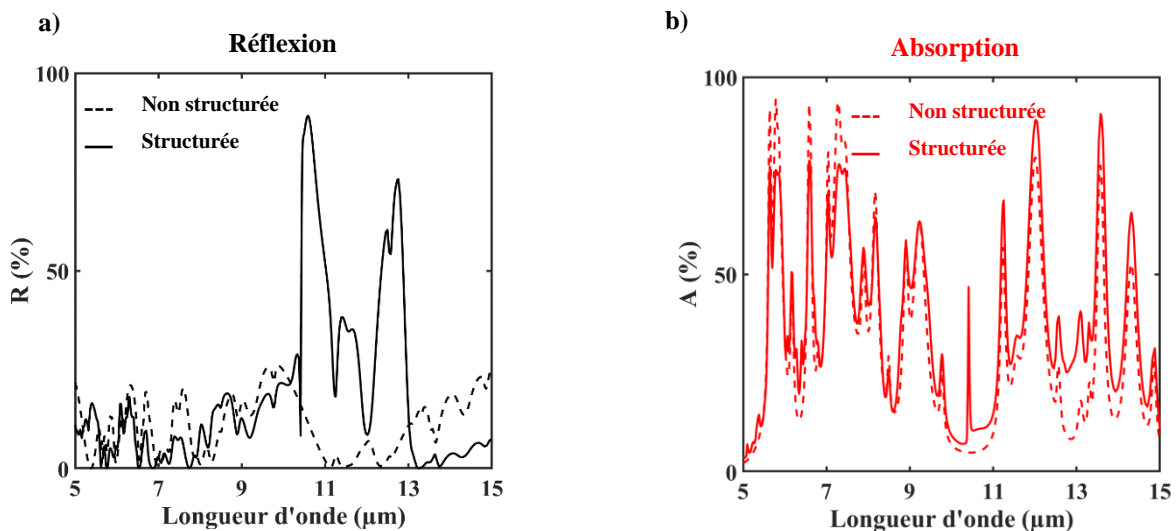 a)
Réflexion
100
50
0
R (%)
Non structurée
Structurée
5 7 9 11 13 15
Longueur d'onde (µm)
b)
Absorption
100
50
0
A (%)
Non structurée
Structurée
5 7 9 11 13 15
Longueur d'onde (µm)